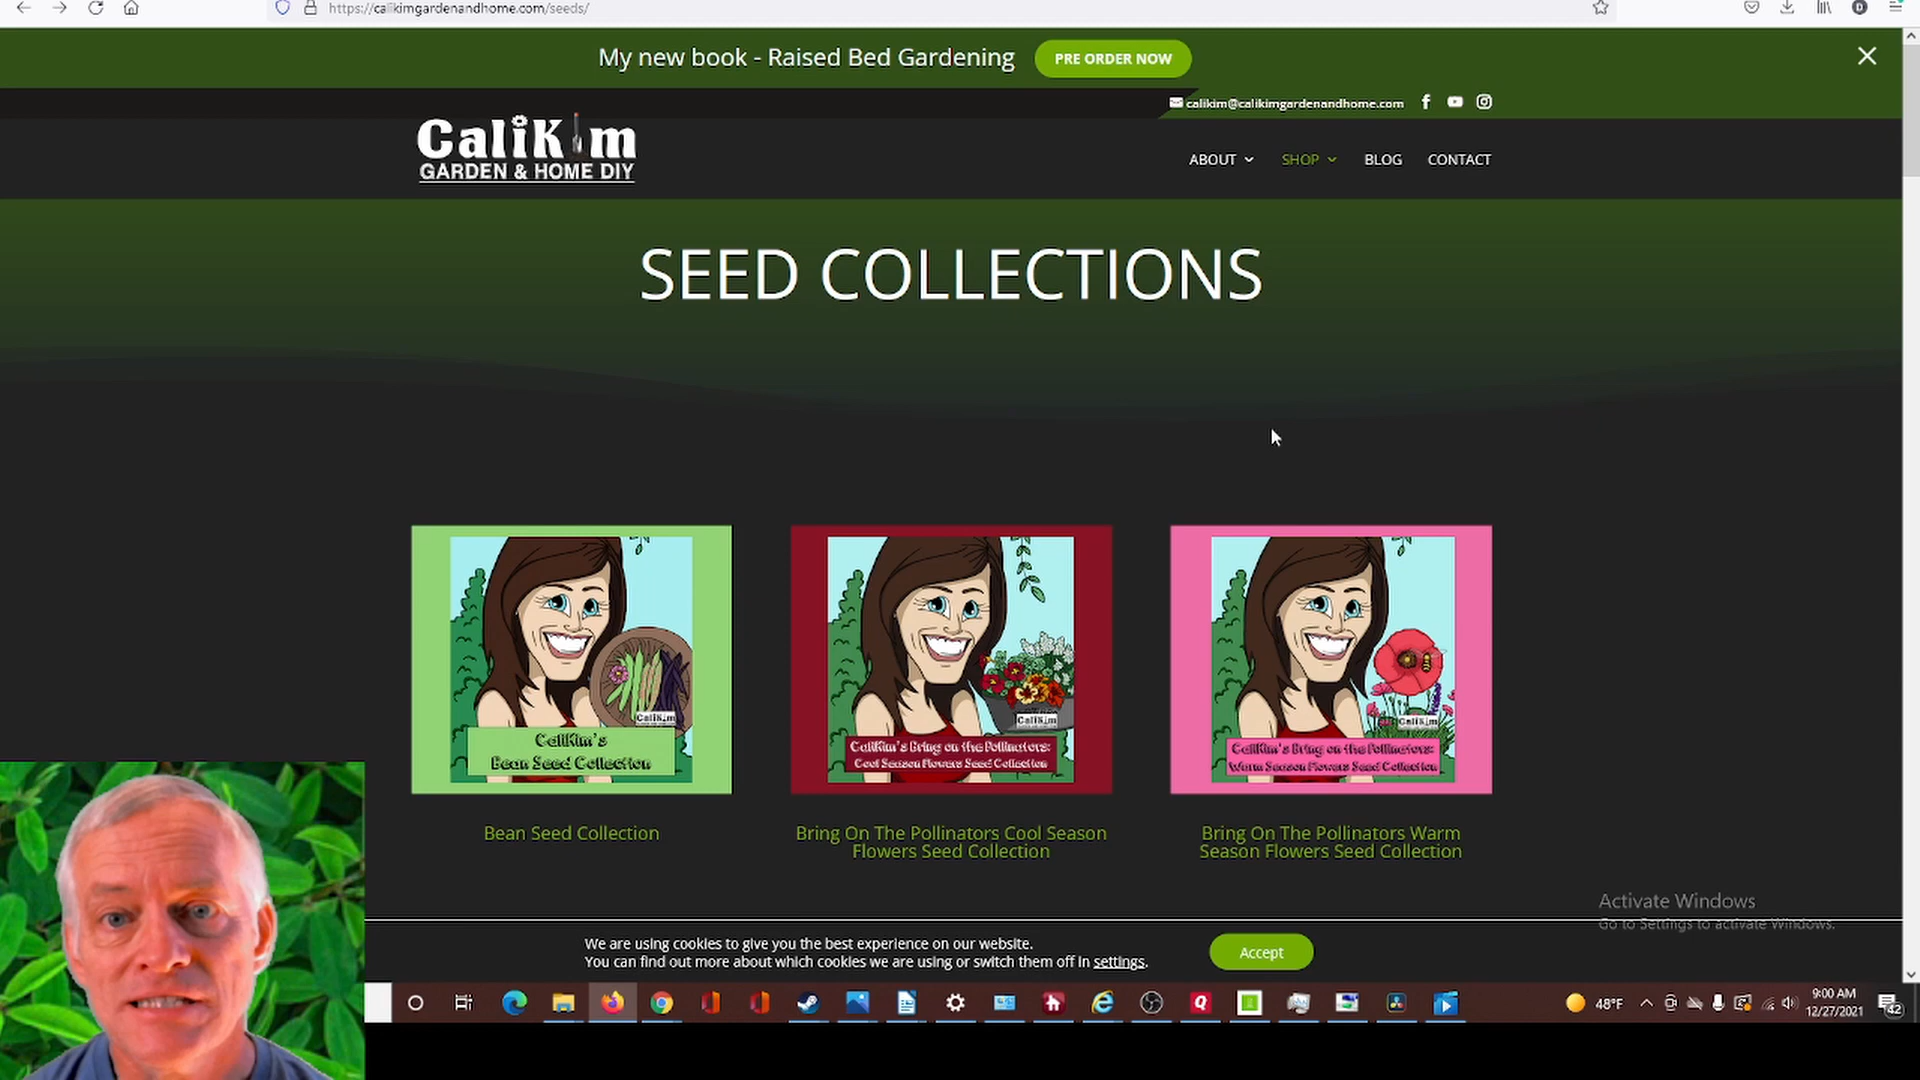 https://calikimgardenandhome.com/seeds/
My new book - Raised Bed Gardening
PRE ORDER NOW
calikim@calikimgardenandhome.com
CaliKim
GARDEN & HOME DIY
ABOUT
SHOP
BLOG
CONTACT
SEED COLLECTIONS
CaliKim
CaliKim's
Bean Seed Collection
CaliKim
CaliKim's Bring on the Pollinators:
Cool Season Flowers Seed Collection
CaliKim
CaliKim's Bring on the Pollinators:
Warm Season Flowers Seed Collection
Bean Seed Collection
Bring On The Pollinators Cool Season
Flowers Seed Collection
Bring On The Pollinators Warm
Season Flowers Seed Collection
Activate Windows
Go to Settings to activate Windows.
We are using cookies to give you the best experience on our website.
You can find out more about which cookies we are using or switch them off in settings.
Accept
48°F
9:00 AM
12/27/2021
42